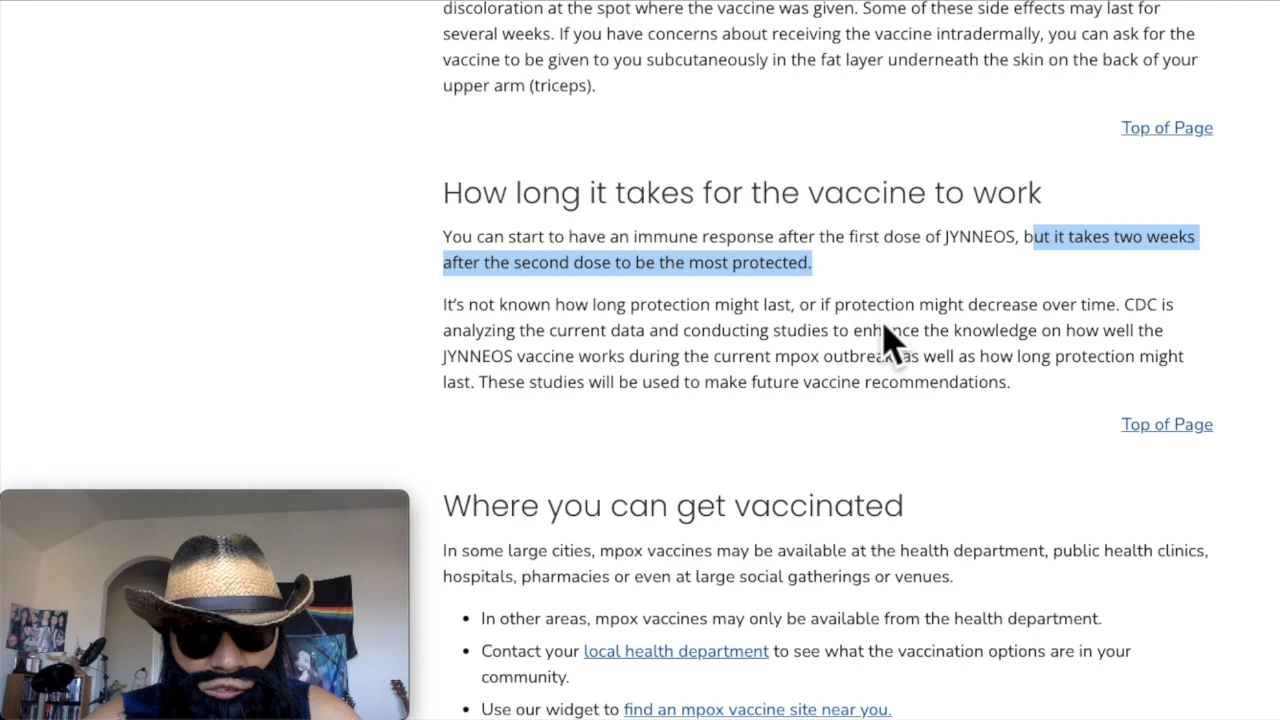 discoloration at the spot where the vaccine was given. Some of these side effects may last for
several weeks. If you have concerns about receiving the vaccine intradermally, you can ask for the
vaccine to be given to you subcutaneously in the fat layer underneath the skin on the back of your
upper arm (triceps).
Top of Page
How long it takes for the vaccine to work
You can start to have an immune response after the first dose of JYNNEOS, but it takes two weeks
after the second dose to be the most protected.
It’s not known how long protection might last, or if protection might decrease over time. CDC is
analyzing the current data and conducting studies to enhance the knowledge on how well the
JYNNEOS vaccine works during the current mpox outbreak as well as how long protection might
last. These studies will be used to make future vaccine recommendations.
Top of Page
Where you can get vaccinated
In some large cities, mpox vaccines may be available at the health department, public health clinics,
hospitals, pharmacies or even at large social gatherings or venues.
• In other areas, mpox vaccines may only be available from the health department.
• Contact your local health department to see what the vaccination options are in your
community.
• Use our widget to find an mpox vaccine site near you.